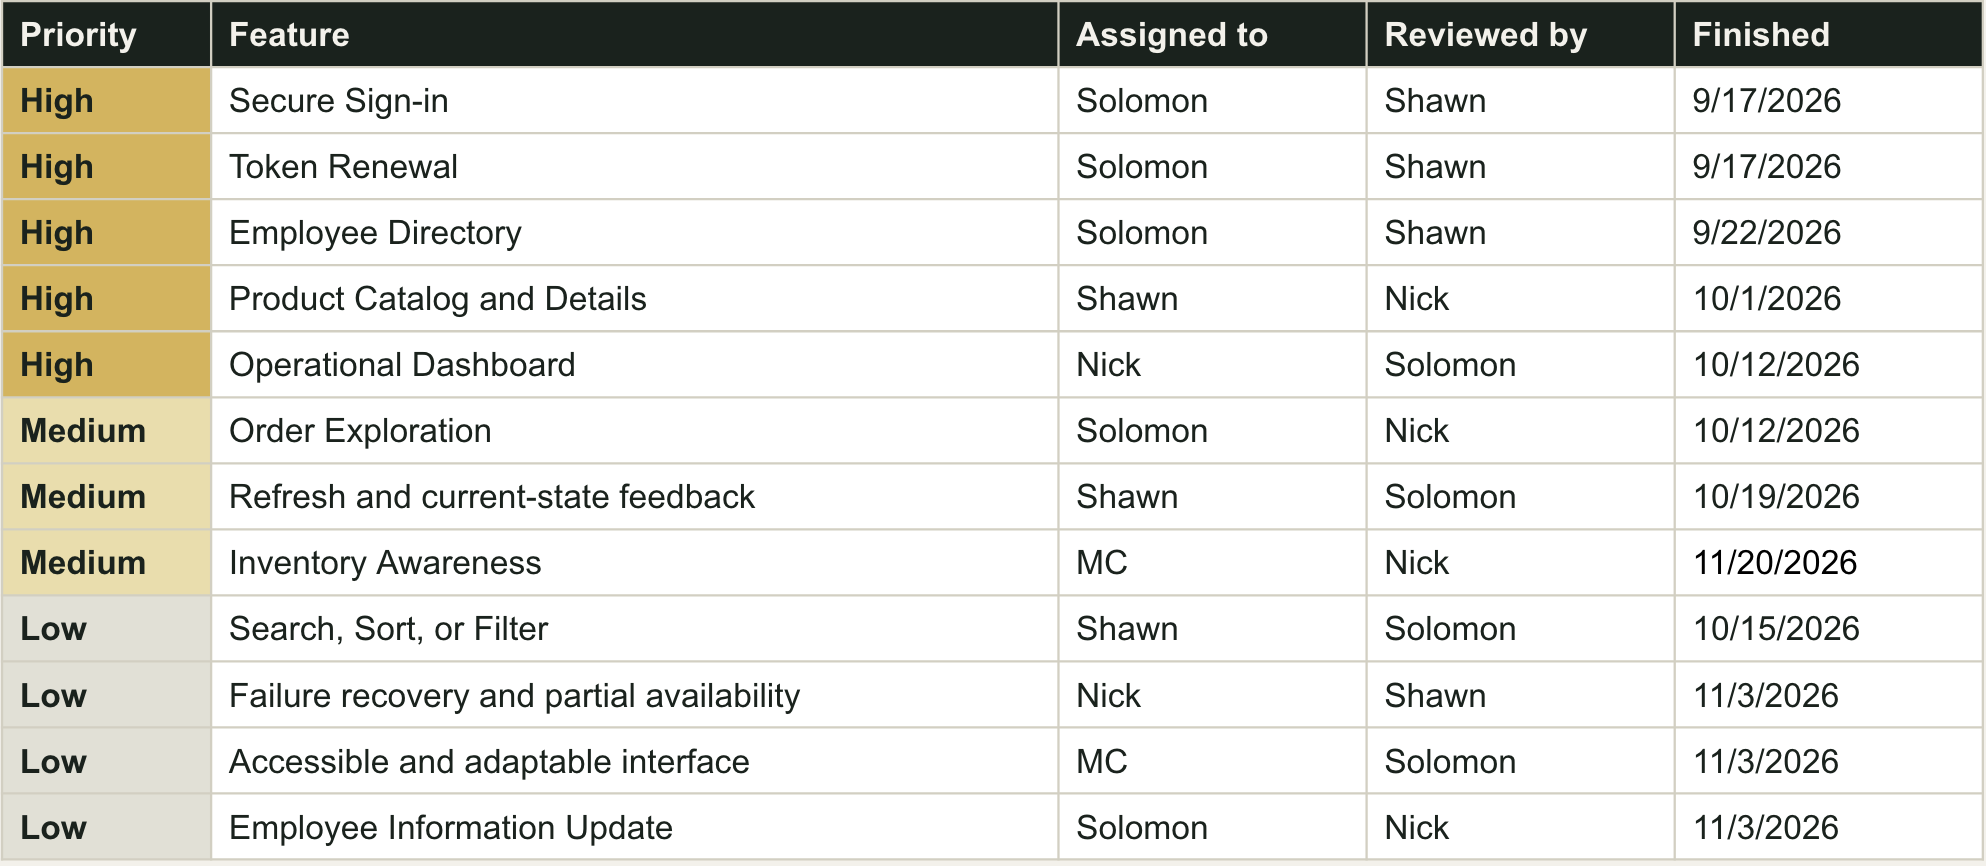 Priority Feature Assigned to Reviewed by Finished
High Secure Sign-in Solomon Shawn 9/17/2026
High Token Renewal Solomon Shawn 9/17/2026
High Employee Directory Solomon Shawn 9/22/2026
High Product Catalog and Details Shawn Nick 10/1/2026
High Operational Dashboard Nick Solomon 10/12/2026
Medium Order Exploration Solomon Nick 10/12/2026
Medium Refresh and current-state feedback Shawn Solomon 10/19/2026
Medium Inventory Awareness MC Nick 11/20/2026
Low Search, Sort, or Filter Shawn Solomon 10/15/2026
Low Failure recovery and partial availability Nick Shawn 11/3/2026
Low Accessible and adaptable interface MC Solomon 11/3/2026
Low Employee Information Update Solomon Nick 11/3/2026